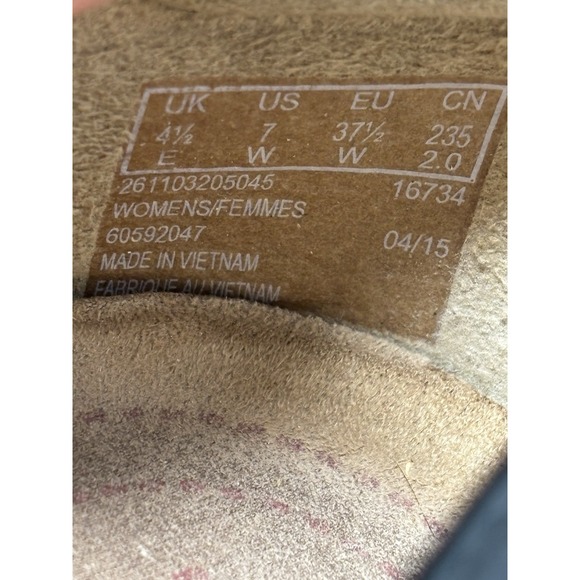 UK US EU CN
4½ 7 37½ 235
E W W 2.0
261103205045 16734
WOMENS/FEMMES
60592047 04/15
MADE IN VIETNAM
FABRIQUE AU VIETNAM